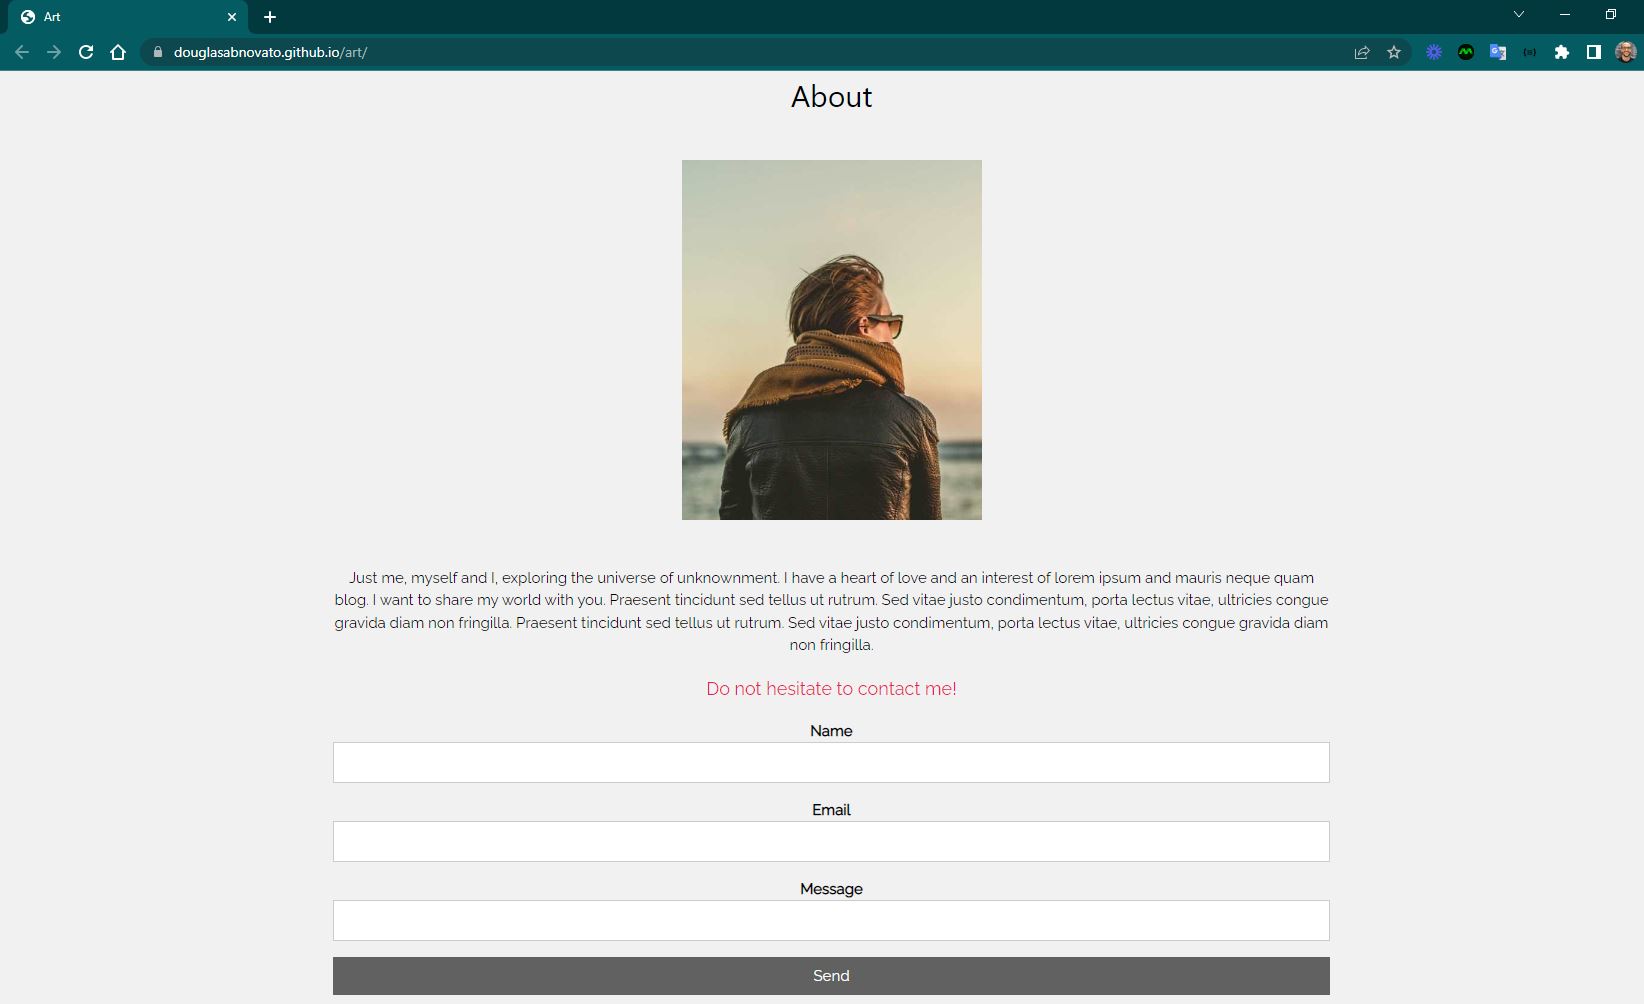 Art
douglasabnovato.github.io/art/
About
Just me, myself and I, exploring the universe of unknownment. I have a heart of love and an interest of lorem ipsum and mauris neque quam
blog. I want to share my world with you. Praesent tincidunt sed tellus ut rutrum. Sed vitae justo condimentum, porta lectus vitae, ultricies congue
gravida diam non fringilla. Praesent tincidunt sed tellus ut rutrum. Sed vitae justo condimentum, porta lectus vitae, ultricies congue gravida diam
non fringilla.
Do not hesitate to contact me!
Name
Email
Message
Send